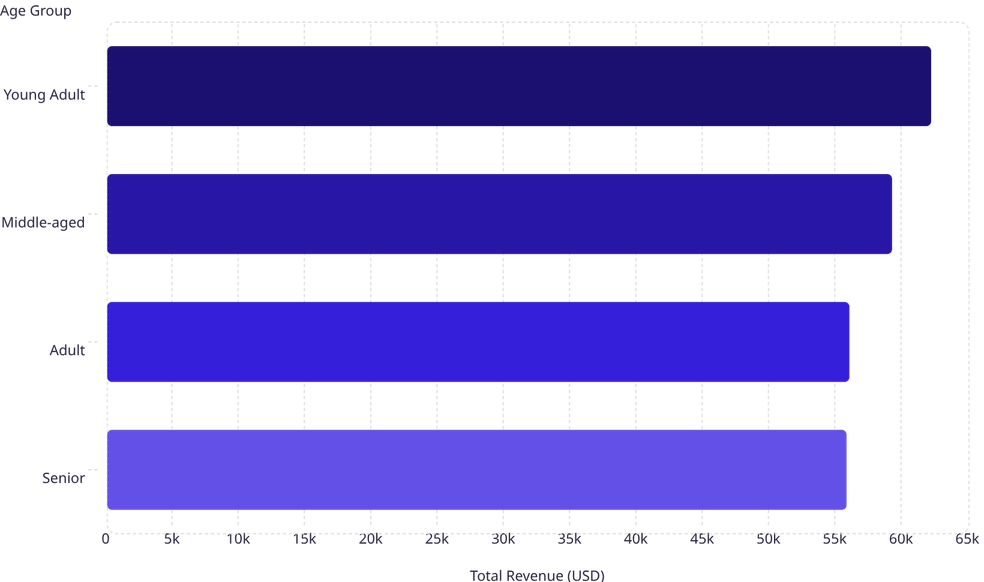 Age Group
Young Adult
Middle-aged
Adult
Senior
0 5k 10k 15k 20k 25k 30k 35k 40k 45k 50k 55k 60k 65k
Total Revenue (USD)